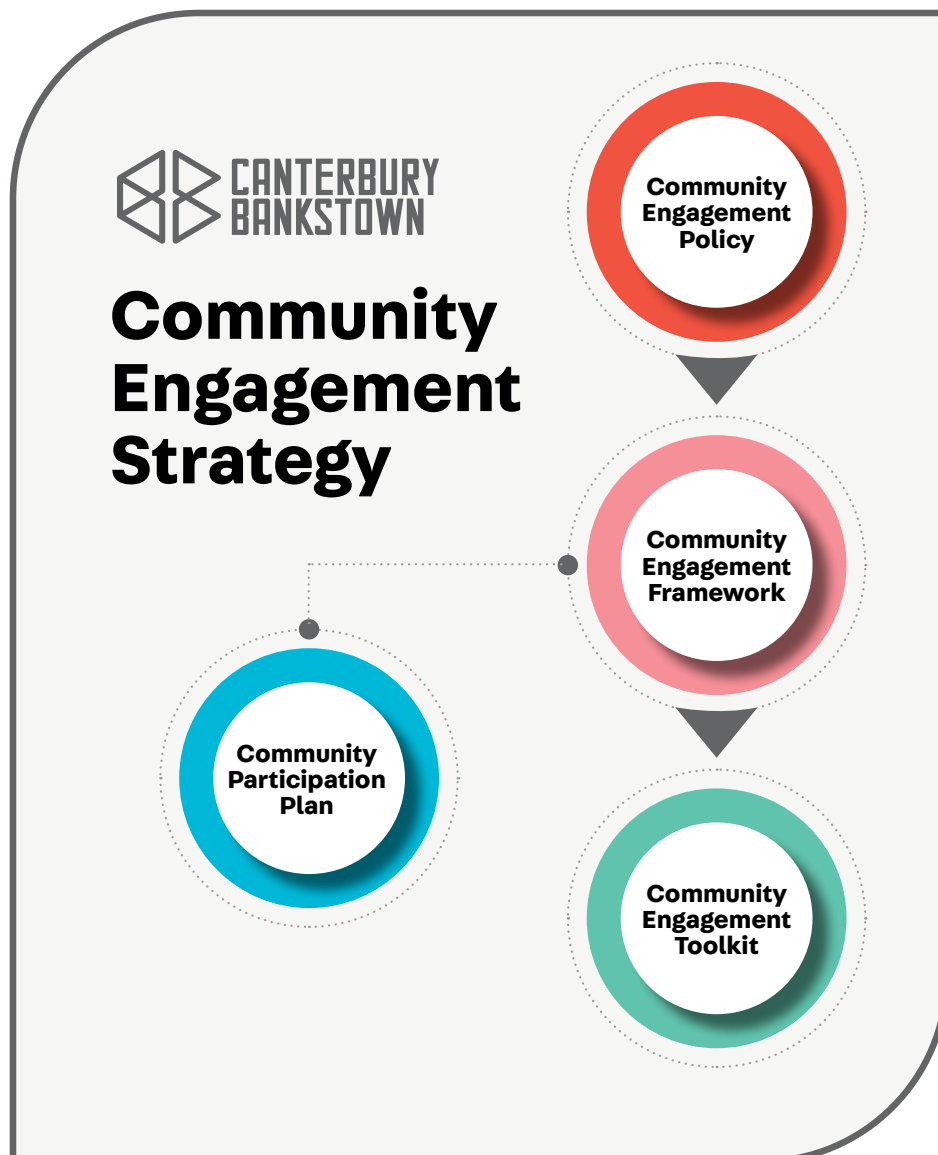 CANTERBURY
BANKSTOWN
Community
Engagement
Strategy
Community
Engagement
Policy
Community
Engagement
Framework
Community
Participation
Plan
Community
Engagement
Toolkit